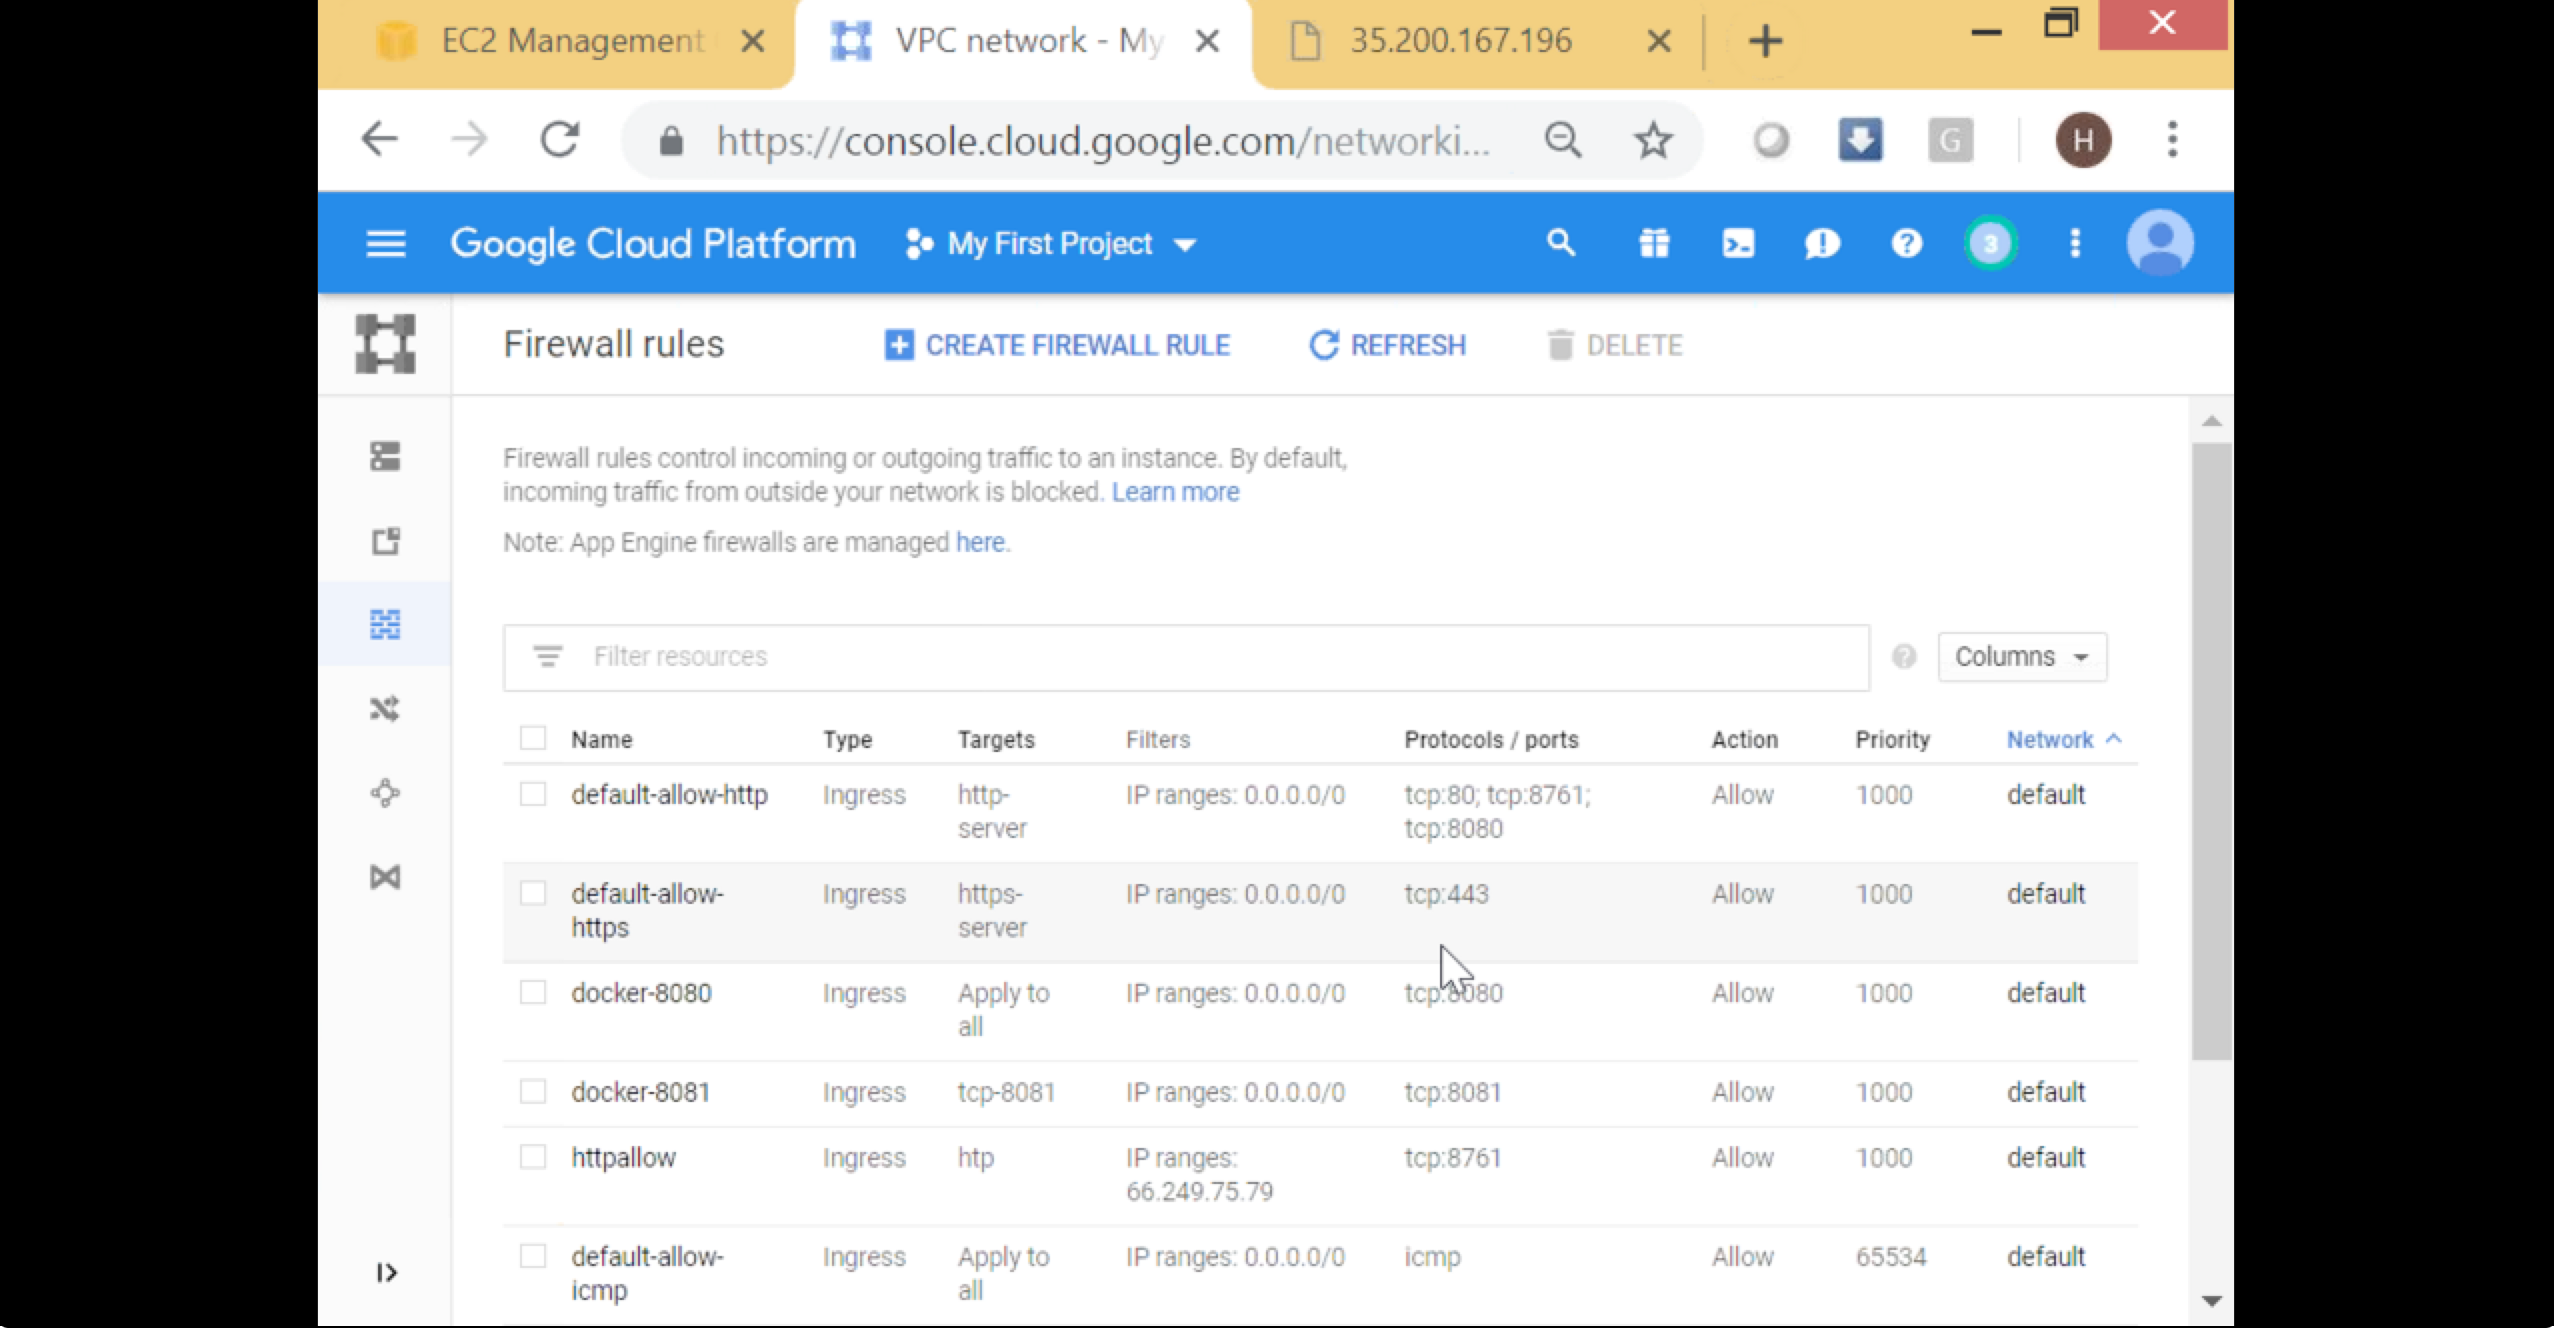 EC2 Management
VPC network - My
35.200.167.196
https://console.cloud.google.com/networki...
G
H
Google Cloud Platform
My First Project
3
Firewall rules
CREATE FIREWALL RULE
REFRESH
DELETE
Firewall rules control incoming or outgoing traffic to an instance. By default,
incoming traffic from outside your network is blocked. Learn more
Note: App Engine firewalls are managed here.
Filter resources
Columns
Name Type Targets Filters Protocols / ports Action Priority Network
default-allow-http Ingress http- IP ranges: 0.0.0.0/0 tcp:80; tcp:8761; Allow 1000 default
server tcp:8080
default-allow- Ingress https- IP ranges: 0.0.0.0/0 tcp:443 Allow 1000 default
https server
docker-8080 Ingress Apply to IP ranges: 0.0.0.0/0 tcp:8080 Allow 1000 default
all
docker-8081 Ingress tcp-8081 IP ranges: 0.0.0.0/0 tcp:8081 Allow 1000 default
httpallow Ingress htp IP ranges: tcp:8761 Allow 1000 default
66.249.75.79
default-allow- Ingress Apply to IP ranges: 0.0.0.0/0 icmp Allow 65534 default
icmp all